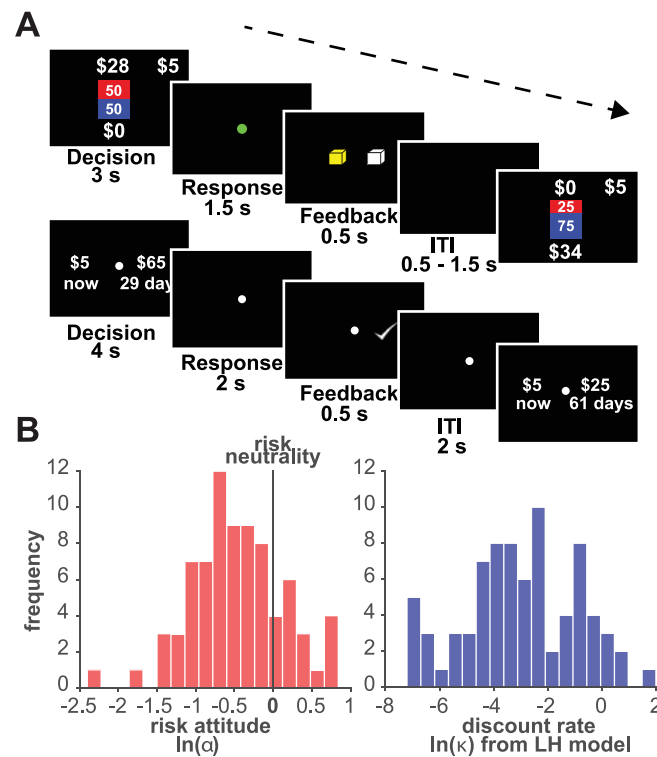 A
$28 $5
50
50
$0
Decision
3 s
Response
1.5 s
Feedback
0.5 s
ITI
0.5 - 1.5 s
$0 $5
25
75
$34
$5 $65
now 29 day
Decision
4 s
Response
2 s
Feedback
0.5 s
ITI
2 s
$5 $25
now 61 days
B
risk
neutrality
frequency
12
10
8
6
4
2
0
-2.5 -2 -1.5 -1 -0.5 0 0.5 1
risk attitude
ln(α)
12
10
8
6
4
2
0
-8 -6 -4 -2 0 2
discount rate
ln(κ) from LH model